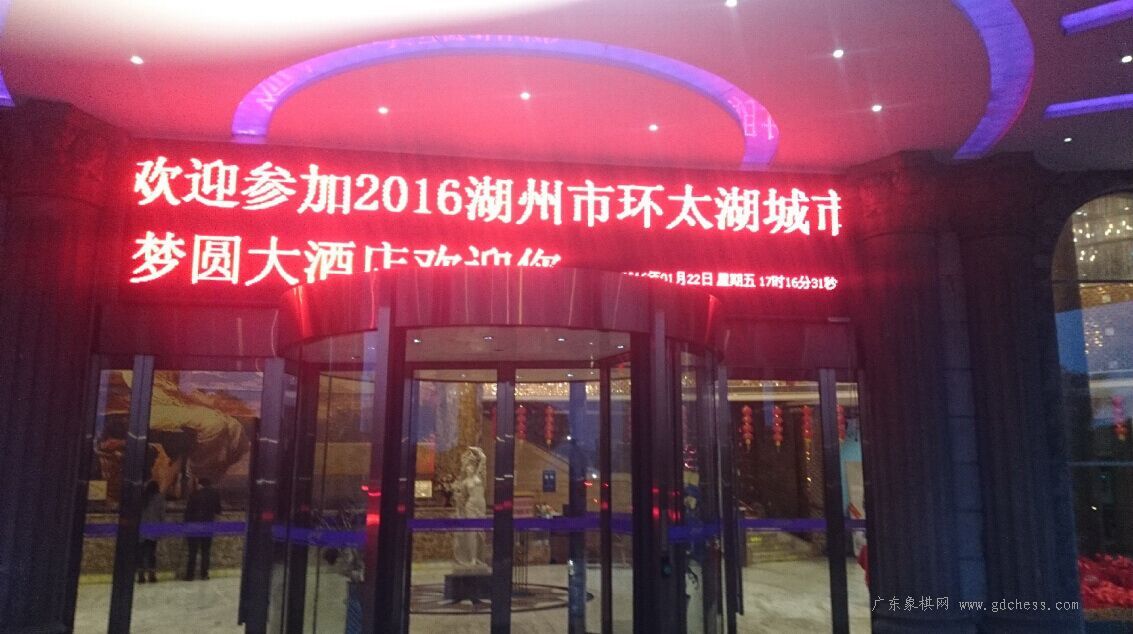 欢迎参加2016湖州市环太湖城市
梦圆大酒店欢迎您
01月22日 星期五 17时16分31秒
广东象棋网 www.gdchess.com